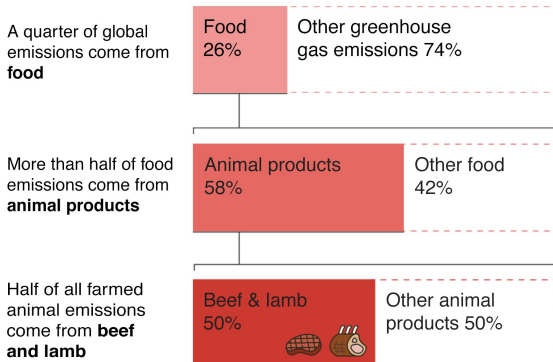 A quarter of global
emissions come from
food
Food
26%
Other greenhouse
gas emissions 74%
More than half of food
emissions come from
animal products
Animal products
58%
Other food
42%
Half of all farmed
animal emissions
come from beef
and lamb
Beef & lamb
50%
Other animal
products 50%